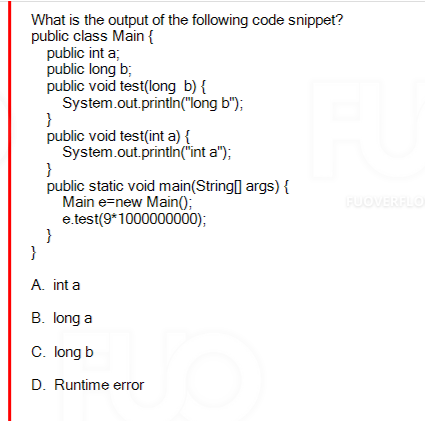 What is the output of the following code snippet?
public class Main {
public int a;
public long b;
public void test(long  b) {
System.out.println("long b");
}
public void test(int a) {
System.out.println("int a");
}
public static void main(String[] args) {
Main e=new Main();
e.test(9*1000000000);
}
}
FUOVERFLO
A. int a
B. long a
C. long b
D. Runtime error